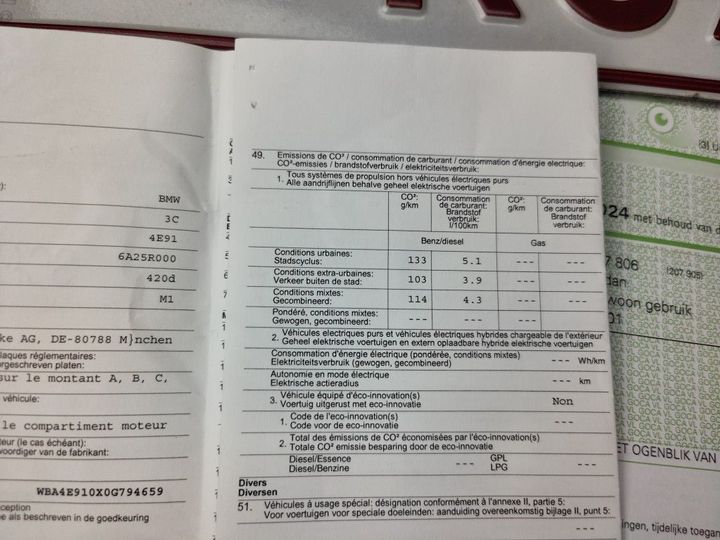 ):
BMW
3C
4E91
6A25R000
420d
M1
ke AG, DE-80788 M}nchen
laques réglementaires:
orgeschreven platen:
sur le montant A, B, C,
véhicule:
le compartiment moteur
teur (le cas échéant):
woordiger van de fabrikant:
WBA4E910X0G794659
ception
e als beschreven in de goedkeuring
49. Emissions de CO² / consommation de carburant / consommation d'énergie electrique:
CO²-emissies / brandstofverbruik / elektriciteitsverbruik:
1. Tous systèmes de propulsion hors véhicules électriques purs
Alle aandrijflijnen behalve geheel elektrische voertuigen
CO²: g/km
Consommation de carburant: Brandstof verbruik: l/100km
CO²: g/km
Consommation de carburant: Brandstof verbruik:
Benz/diesel Gas
Conditions urbaines:
Stadscyclus: 133 5.1 --- ---
Conditions extra-urbaines:
Verkeer buiten de stad: 103 3.9 --- ---
Conditions mixtes:
Gecombineerd: 114 4.3 --- ---
Pondéré, conditions mixtes:
Gewogen, gecombineerd: --- --- --- ---
2. Véhicules electriques purs et véhicules électriques hybrides chargeable de l'extérieur
Geheel elektrische voertuigen en extern oplaadbare hybride elektrische voertuigen
Consommation d'énergie électrique (pondérée, conditions mixtes)
Elektriciteitsverbruik (gewogen, gecombineerd) --- Wh/km
Autonomie en mode électrique
Elektrische actieradius --- km
3. Véhicule équipé d'éco-innovation(s)
Voertuig uitgerust met eco-innovatie Non
1. Code de l'eco-innovation(s)
Code voor de eco-innovatie ---
2. Total des émissions de CO² économisées par l'éco-innovation(s)
Totale CO² emissie besparing door de eco-innovatie
Diesel/Essence --- GPL ---
Diesel/Benzine LPG
Divers
Diversen
51. Véhicules à usage spécial: désignation conformément à l'annexe II, partie 5:
Voor voertuigen voor speciale doeleinden: aanduiding overeenkomstig bijlage II, punt 5:
---
024 met behoud van d
7 806 (207 905)
dan
woon gebruik
01
ET OGENBLIK VAN
ingen, tijdelijke toegan